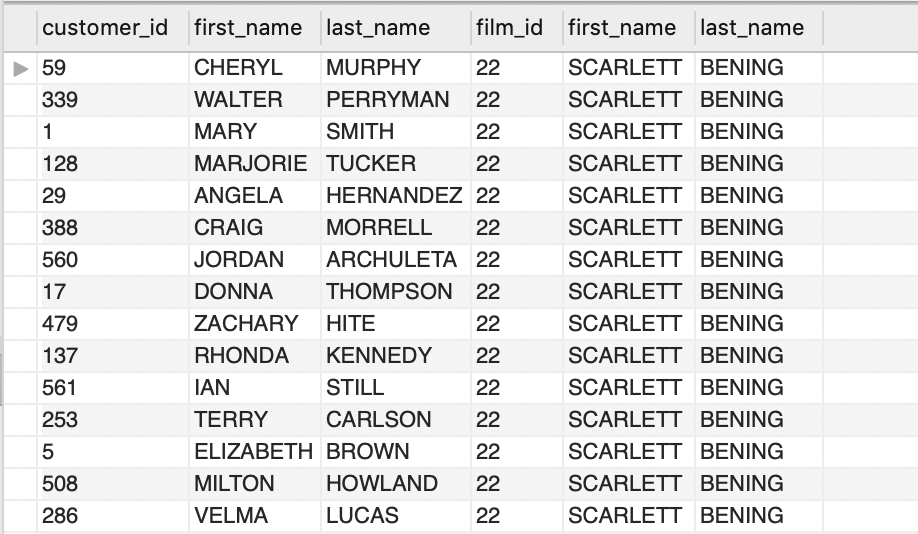 customer_id first_name last_name film_id first_name last_name
59 CHERYL MURPHY 22 SCARLETT BENING
339 WALTER PERRYMAN 22 SCARLETT BENING
1 MARY SMITH 22 SCARLETT BENING
128 MARJORIE TUCKER 22 SCARLETT BENING
29 ANGELA HERNANDEZ 22 SCARLETT BENING
388 CRAIG MORRELL 22 SCARLETT BENING
560 JORDAN ARCHULETA 22 SCARLETT BENING
17 DONNA THOMPSON 22 SCARLETT BENING
479 ZACHARY HITE 22 SCARLETT BENING
137 RHONDA KENNEDY 22 SCARLETT BENING
561 IAN STILL 22 SCARLETT BENING
253 TERRY CARLSON 22 SCARLETT BENING
5 ELIZABETH BROWN 22 SCARLETT BENING
508 MILTON HOWLAND 22 SCARLETT BENING
286 VELMA LUCAS 22 SCARLETT BENING